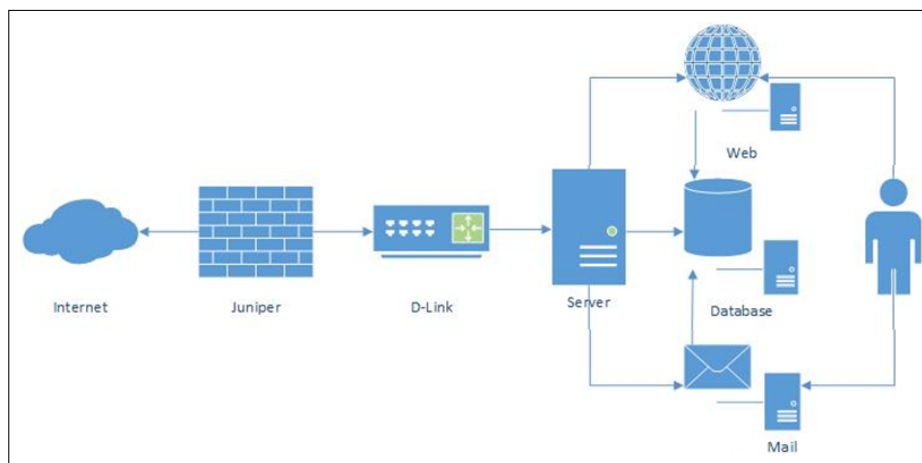 Internet
Juniper
D-Link
Server
Web
Database
Mail